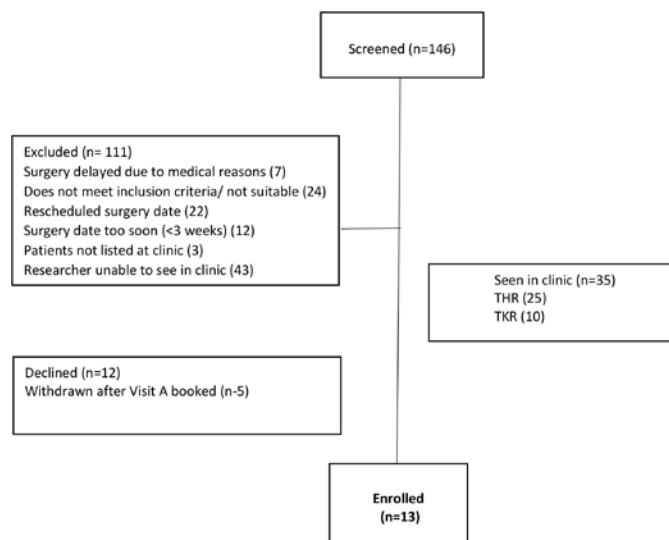 Screened (n=146)
Excluded (n= 111)
Surgery delayed due to medical reasons (7)
Does not meet inclusion criteria/ not suitable (24)
Rescheduled surgery date (22)
Surgery date too soon (<3 weeks) (12)
Patients not listed at clinic (3)
Researcher unable to see in clinic (43)
Seen in clinic (n=35)
THR (25)
TKR (10)
Declined (n=12)
Withdrawn after Visit A booked (n-5)
Enrolled
(n=13)